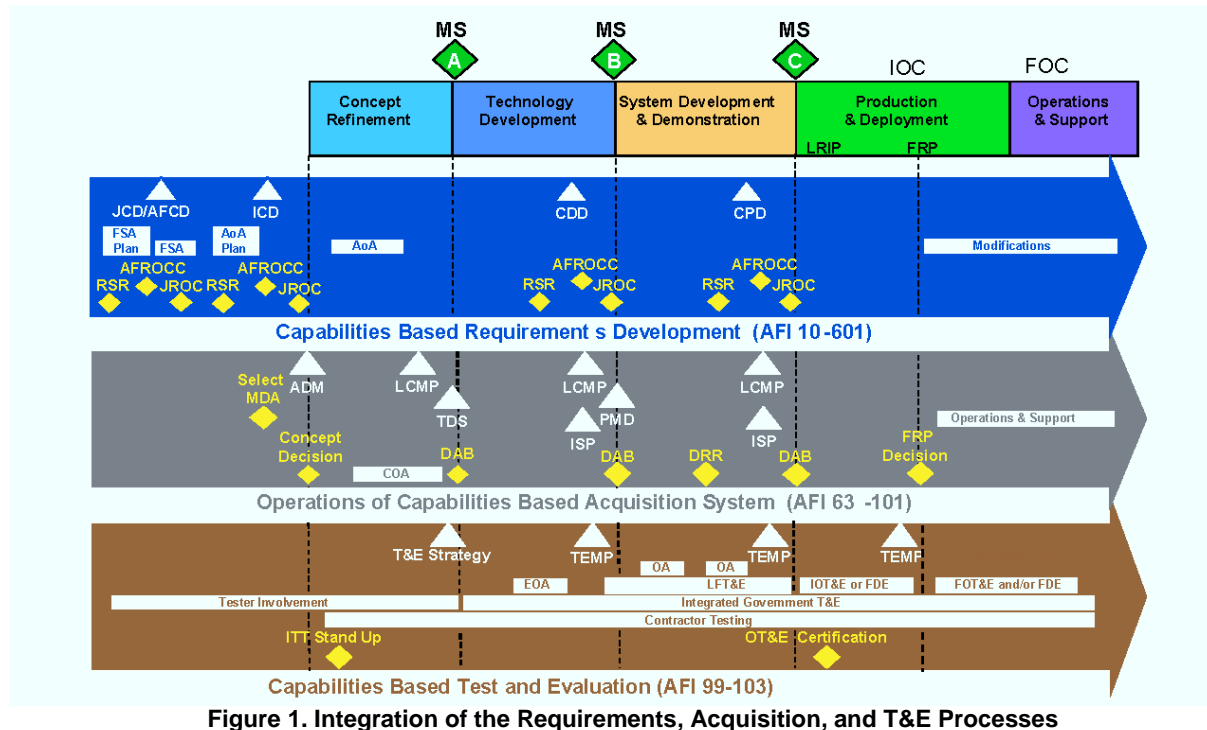 MS
MS
MS
A
B
C
IOC
FOC
Concept
Refinement
Technology
Development
System Development
& Demonstration
Production
& Deployment
LRIP
FRP
Operations
& Support
JCD/AFCD
ICD
CDD
CPD
FSA
Plan
FSA
AoA
Plan
AoA
Modifications
AFROCC
AFROCC
AFROCC
AFROCC
RSR
JROC
RSR
JROC
RSR
JROC
RSR
JROC
Capabilities Based Requirement s Development (AFI 10-601)
Select
MDA
ADM
LCMP
TDS
LCMP
PMD
LCMP
ISP
ISP
Operations & Support
Concept
Decision
COA
DAB
DAB
DRR
DAB
FRP
Decision
Operations of Capabilities Based Acquisition System (AFI 63 -101)
T&E Strategy
TEMP
TEMP
TEMP
OA
OA
EOA
LFT&E
IOT&E or FDE
FOT&E and/or FDE
Tester Involvement
Integrated Government T&E
Contractor Testing
ITT Stand Up
OT&E Certification
Capabilities Based Test and Evaluation (AFI 99-103)
Figure 1. Integration of the Requirements, Acquisition, and T&E Processes